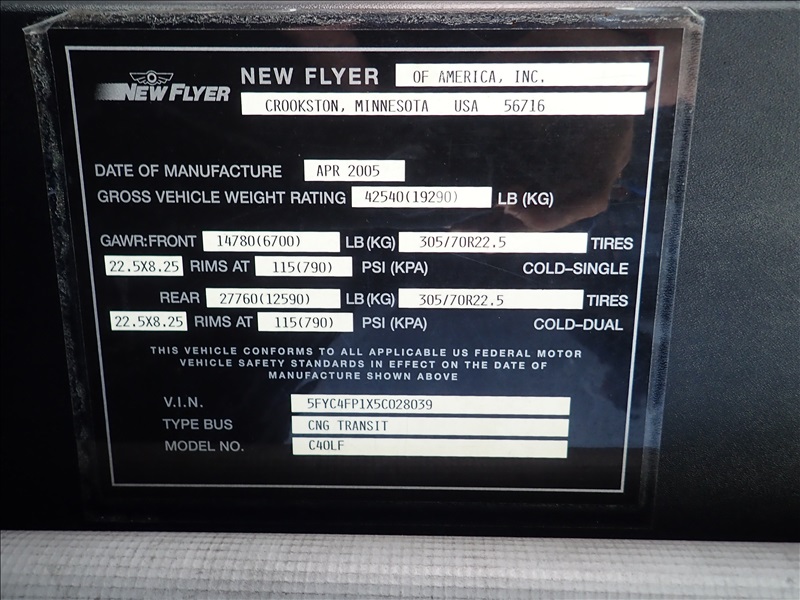 NEW FLYER NEW FLYER OF AMERICA, INC.
CROOKSTON, MINNESOTA USA 56716
DATE OF MANUFACTURE APR 2005
GROSS VEHICLE WEIGHT RATING 42540(19290) LB (KG)
GAWR:FRONT 14780(6700) LB(KG) 305/70R22.5 TIRES
22.5X8.25 RIMS AT 115(790) PSI (KPA) COLD–SINGLE
REAR 27760(12590) LB(KG) 305/70R22.5 TIRES
22.5X8.25 RIMS AT 115(790) PSI (KPA) COLD–DUAL
THIS VEHICLE CONFORMS TO ALL APPLICABLE US FEDERAL MOTOR
VEHICLE SAFETY STANDARDS IN EFFECT ON THE DATE OF
MANUFACTURE SHOWN ABOVE
V.I.N. 5FYC4FP1X5C028039
TYPE BUS CNG TRANSIT
MODEL NO. C40LF